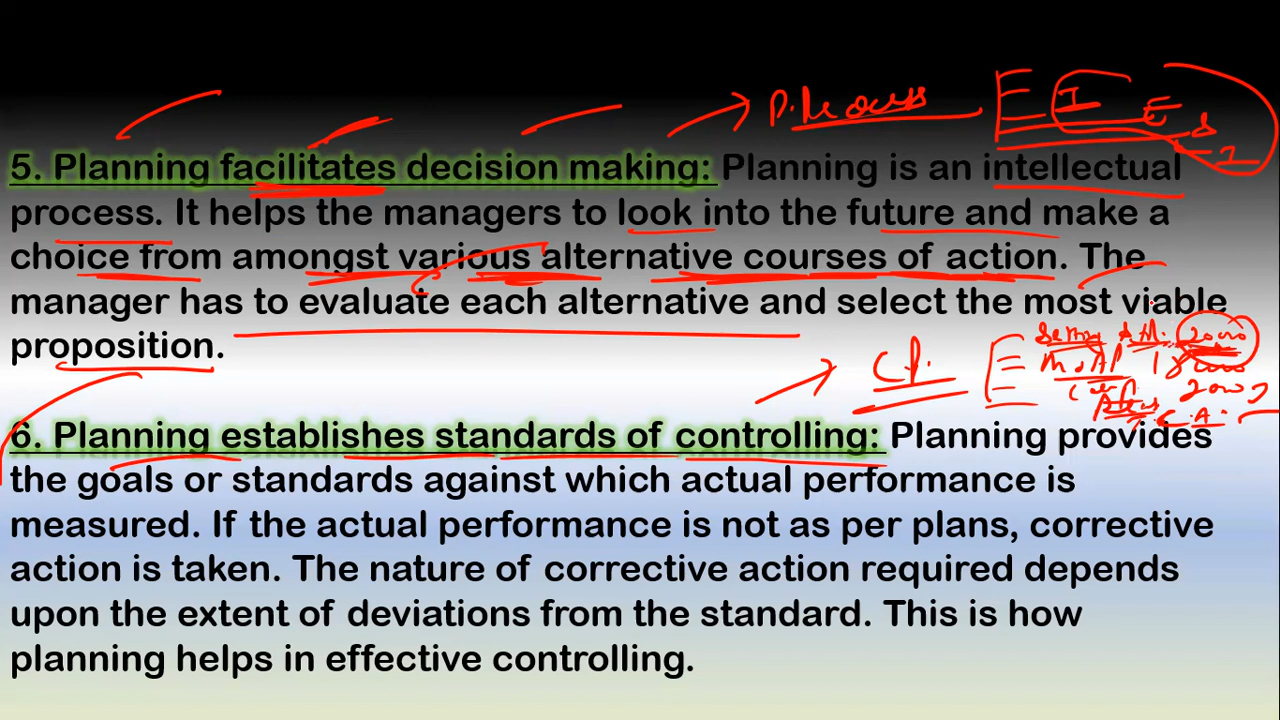 P. Process
E I E S I
5. Planning facilitates decision making: Planning is an intellectual
process. It helps the managers to look into the future and make a
choice from amongst various alternative courses of action. The
manager has to evaluate each alternative and select the most viable
proposition.
6. Planning establishes standards of controlling: Planning provides
the goals or standards against which actual performance is
measured. If the actual performance is not as per plans, corrective
action is taken. The nature of corrective action required depends
upon the extent of deviations from the standard. This is how
planning helps in effective controlling.